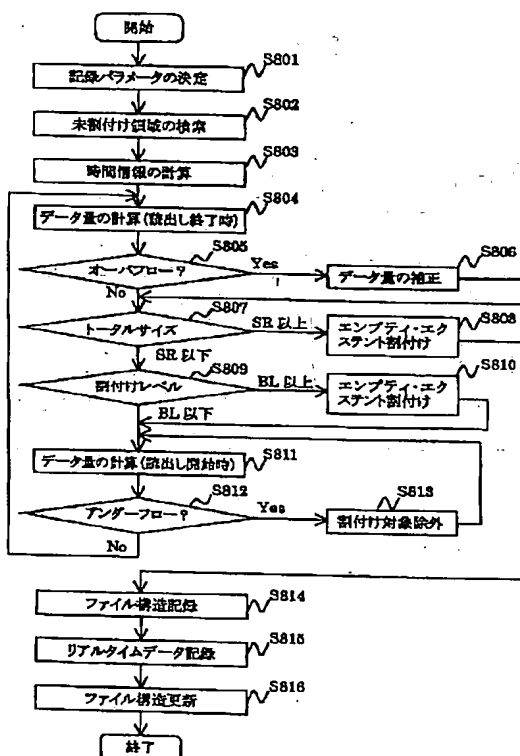 開始
S801
記録パラメータの決定
S802
未割付け領域の検索
S803
時間情報の計算
S804
データ量の計算(読出し終了時)
S805
オーバフロー?
Yes
S806
データ量の補正
No
S807
トータルサイズ
SR以上
S808
エンプティ・エク
ステント割付け
SR以下
S809
割付けレベル
BL以上
S810
エンプティ・エク
ステント割付け
BL以下
データ量の計算(読出し開始時)
S811
S812
アンダーフロー?
Yes
S813
割付け対象除外
No
ファイル構造記録
S814
リアルタイムデータ記録
S815
ファイル構造更新
S816
終了